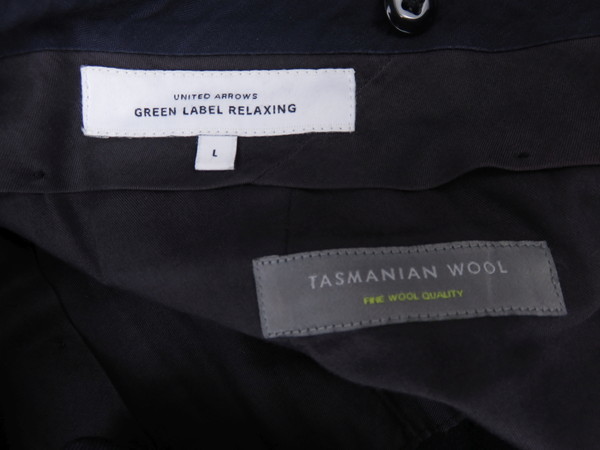 UNITED ARROWS
GREEN LABEL RELAXING
L
TASMANIAN WOOL
FINE WOOL QUALITY